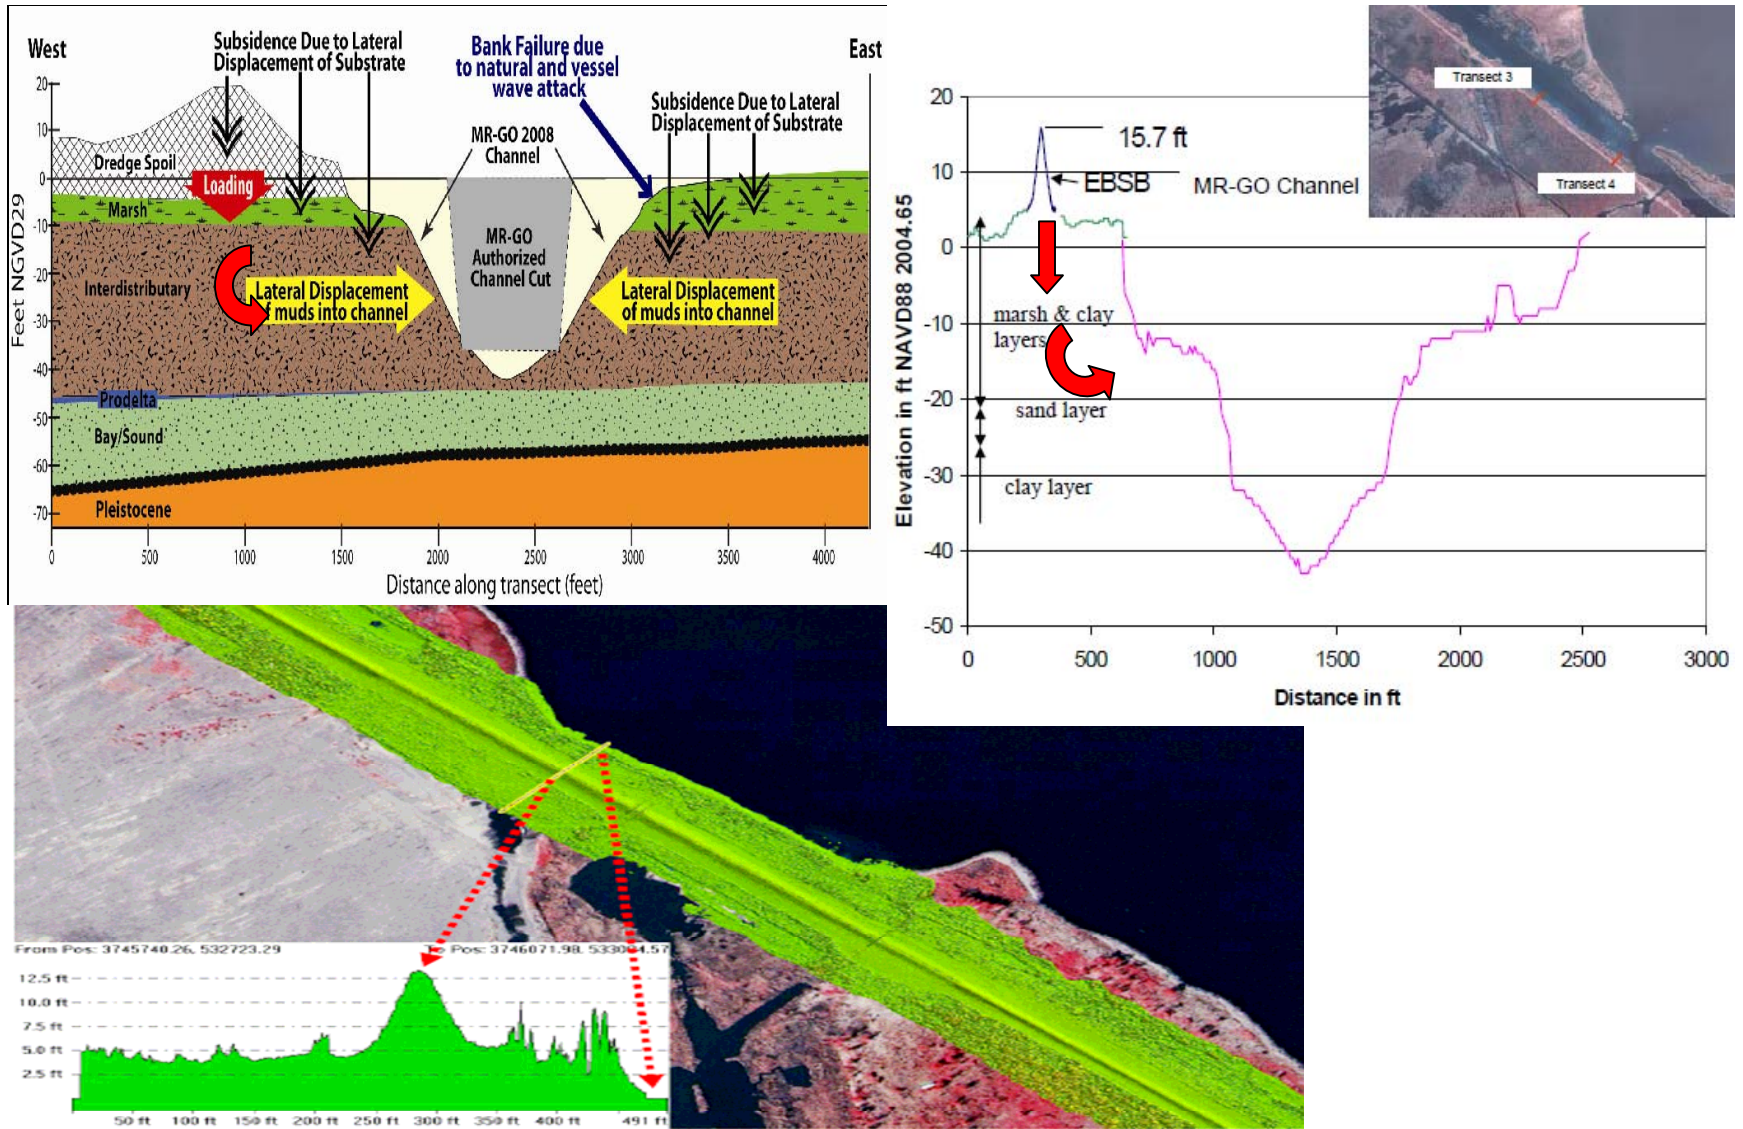 West
Subsidence Due to Lateral
Displacement of Substrate
Bank Failure due
to natural and vessel
wave attack
East
Subsidence Due to Lateral
Displacement of Substrate
MR-GO 2008
Channel
Dredge Spoil
Loading
Marsh
MR-GO
Authorized
Channel Cut
Interdistributary
Lateral Displacement
of muds into channel
Lateral Displacement
of muds into channel
Prodelta
Bay/Sound
Pleistocene
Feet NGVD29
20
10
0
-10
-20
-30
-40
-50
-60
-70
0 500 1000 1500 2000 2500 3000 3500 4000
Distance along transect (feet)
Transect 3
Transect 4
15.7 ft
EBSB
MR-GO Channel
marsh & clay
layers
sand layer
clay layer
Elevation in ft NAVD88 2004.65
20
10
0
-10
-20
-30
-40
-50
0 500 1000 1500 2000 2500 3000
Distance in ft
From Pos: 3745740.26, 532723.29
Pos: 3746071.98,
12.5 ft
10.0 ft
7.5 ft
5.0 ft
2.5 ft
50 ft 100 ft 150 ft 200 ft 250 ft 300 ft 350 ft 400 ft 491 ft